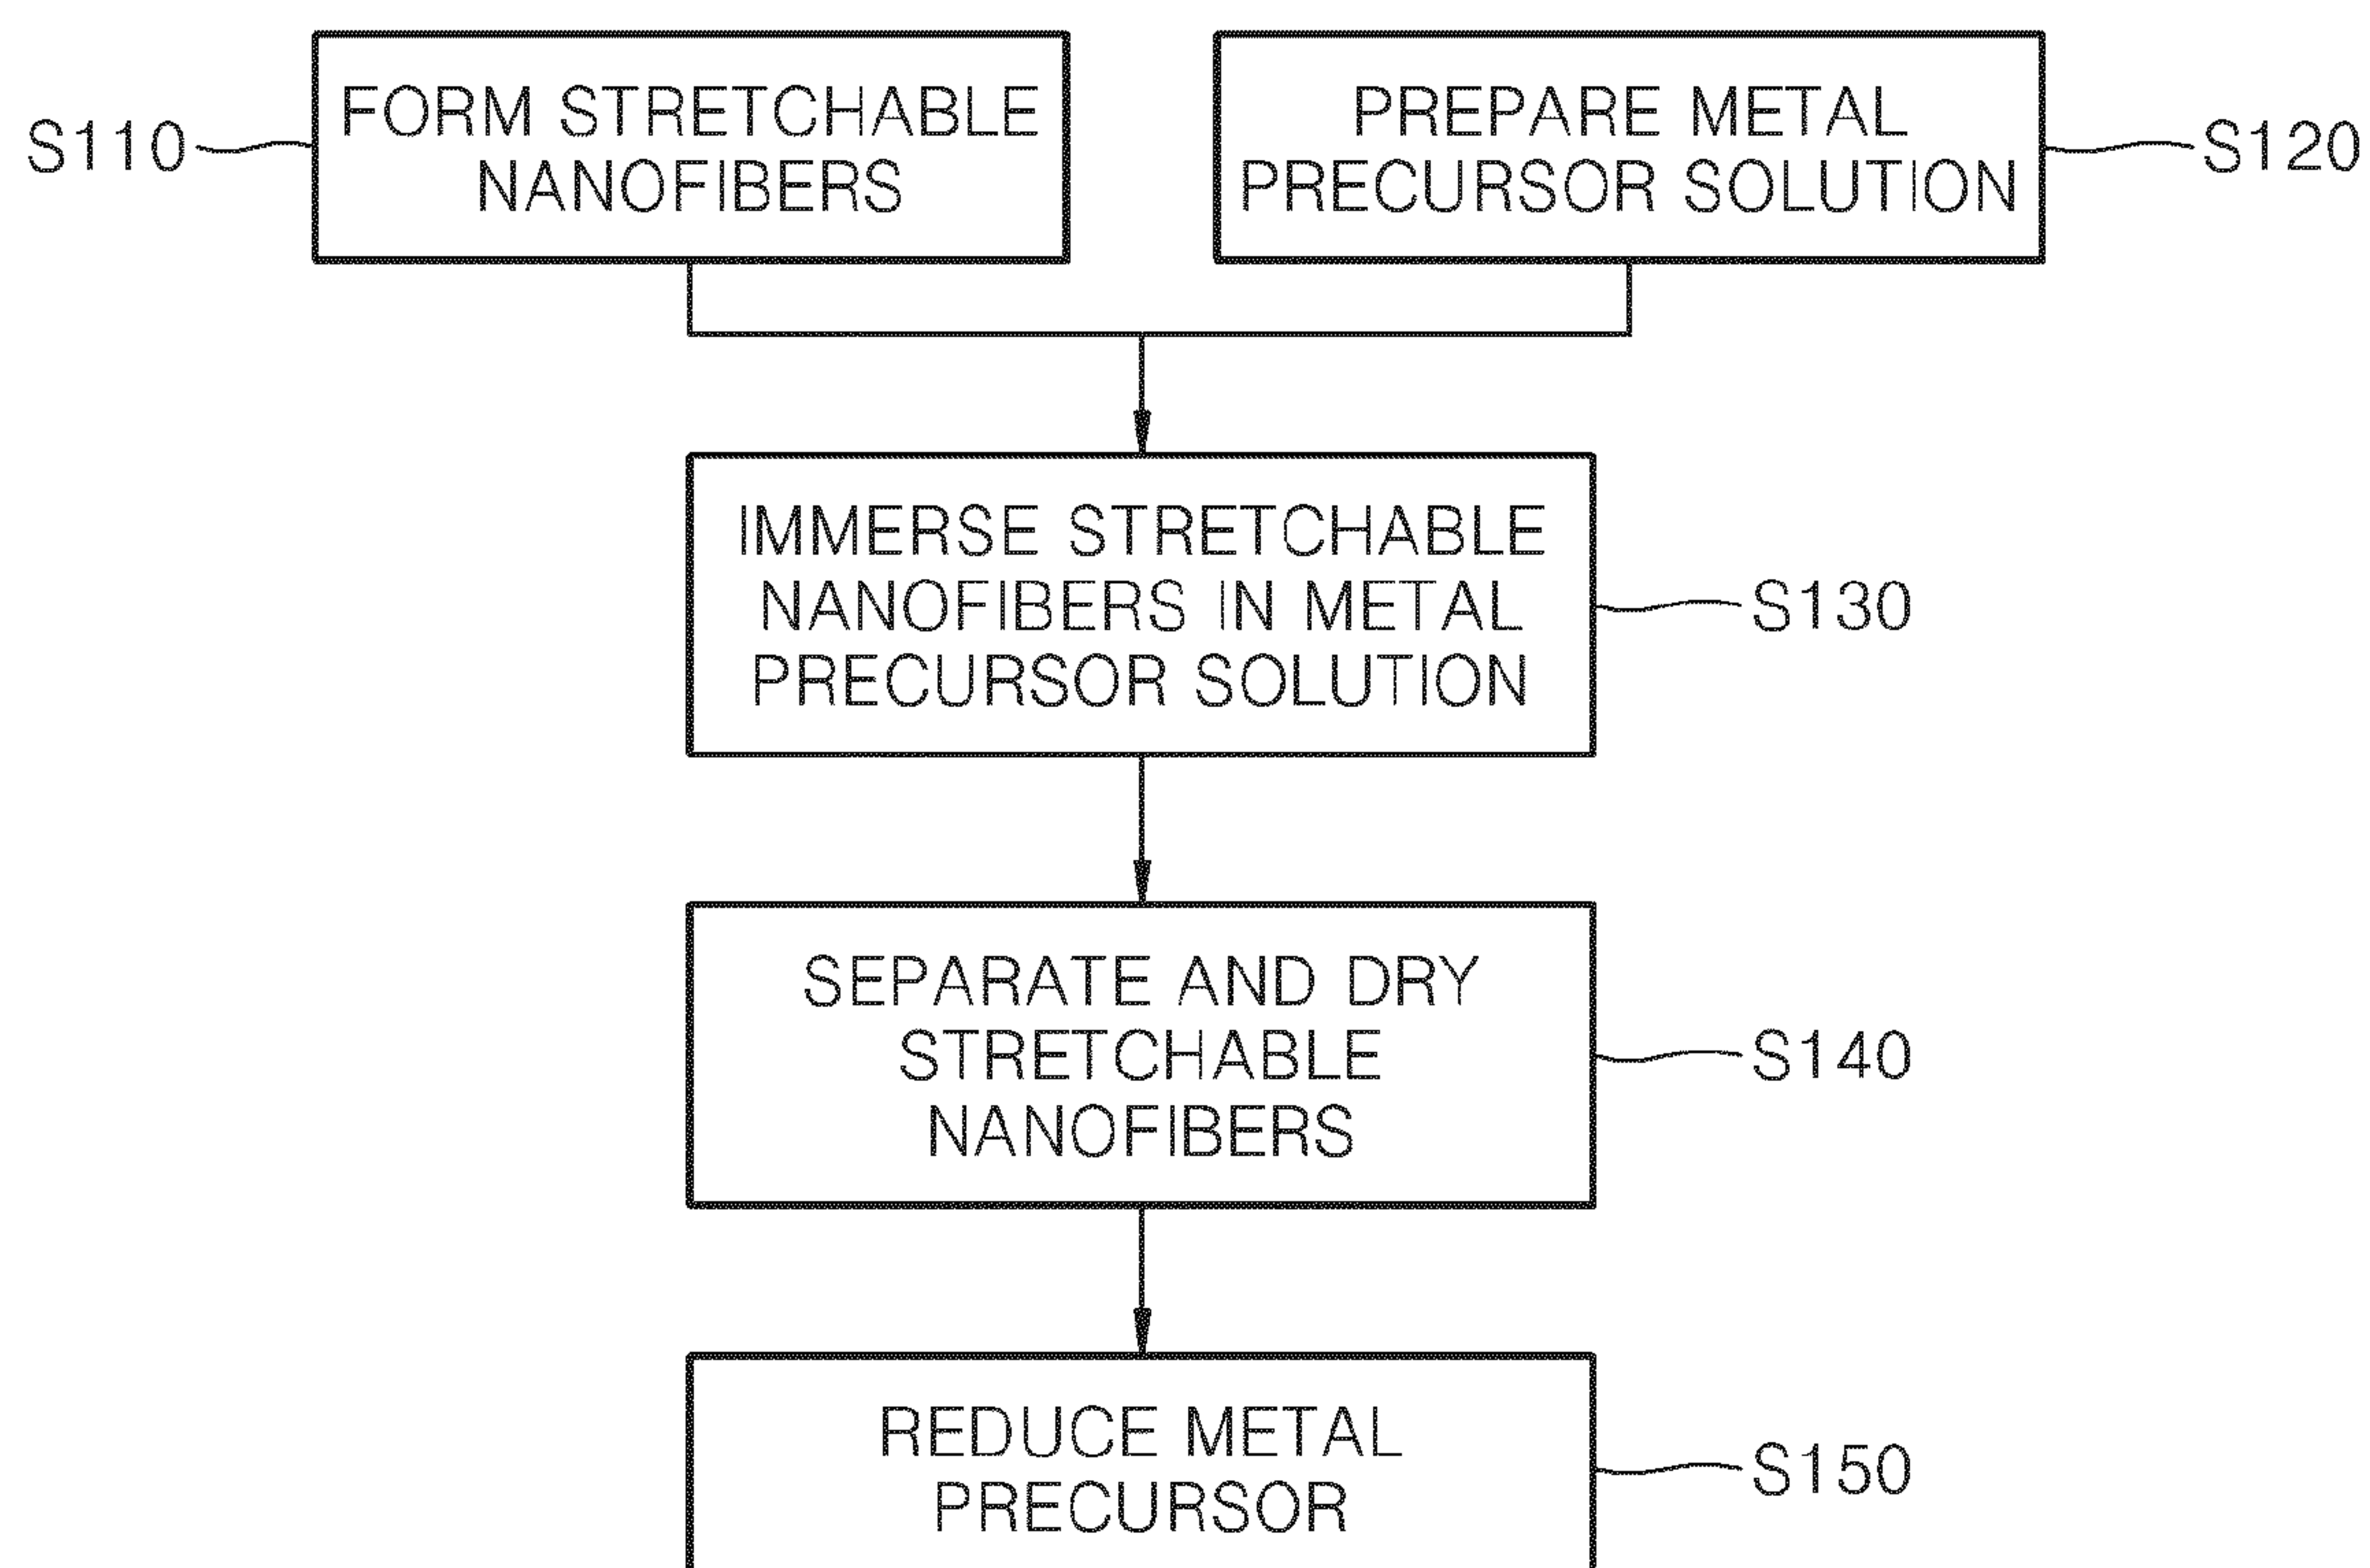 FORM STRETCHABLE
NANOFIBERS
S110
PREPARE METAL
PRECURSOR SOLUTION
S120
IMMERSE STRETCHABLE
NANOFIBERS IN METAL
PRECURSOR SOLUTION
S130
SEPARATE AND DRY
STRETCHABLE
NANOFIBERS
S140
REDUCE METAL
PRECURSOR
S150